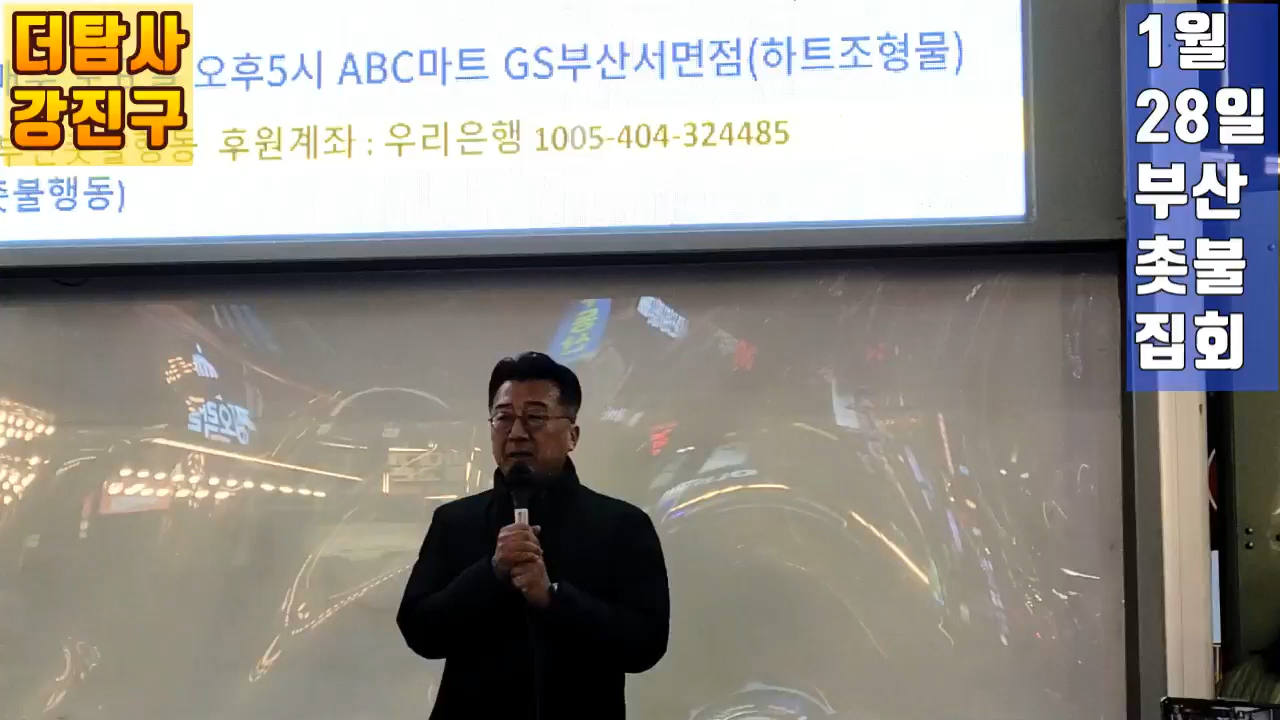 더탐사
강진구
오후5시 ABC마트 GS부산서면점(하트조형물)
후원계좌 : 우리은행 1005-404-324485
촛불행동)
1월
28일
부산
촛불
집회